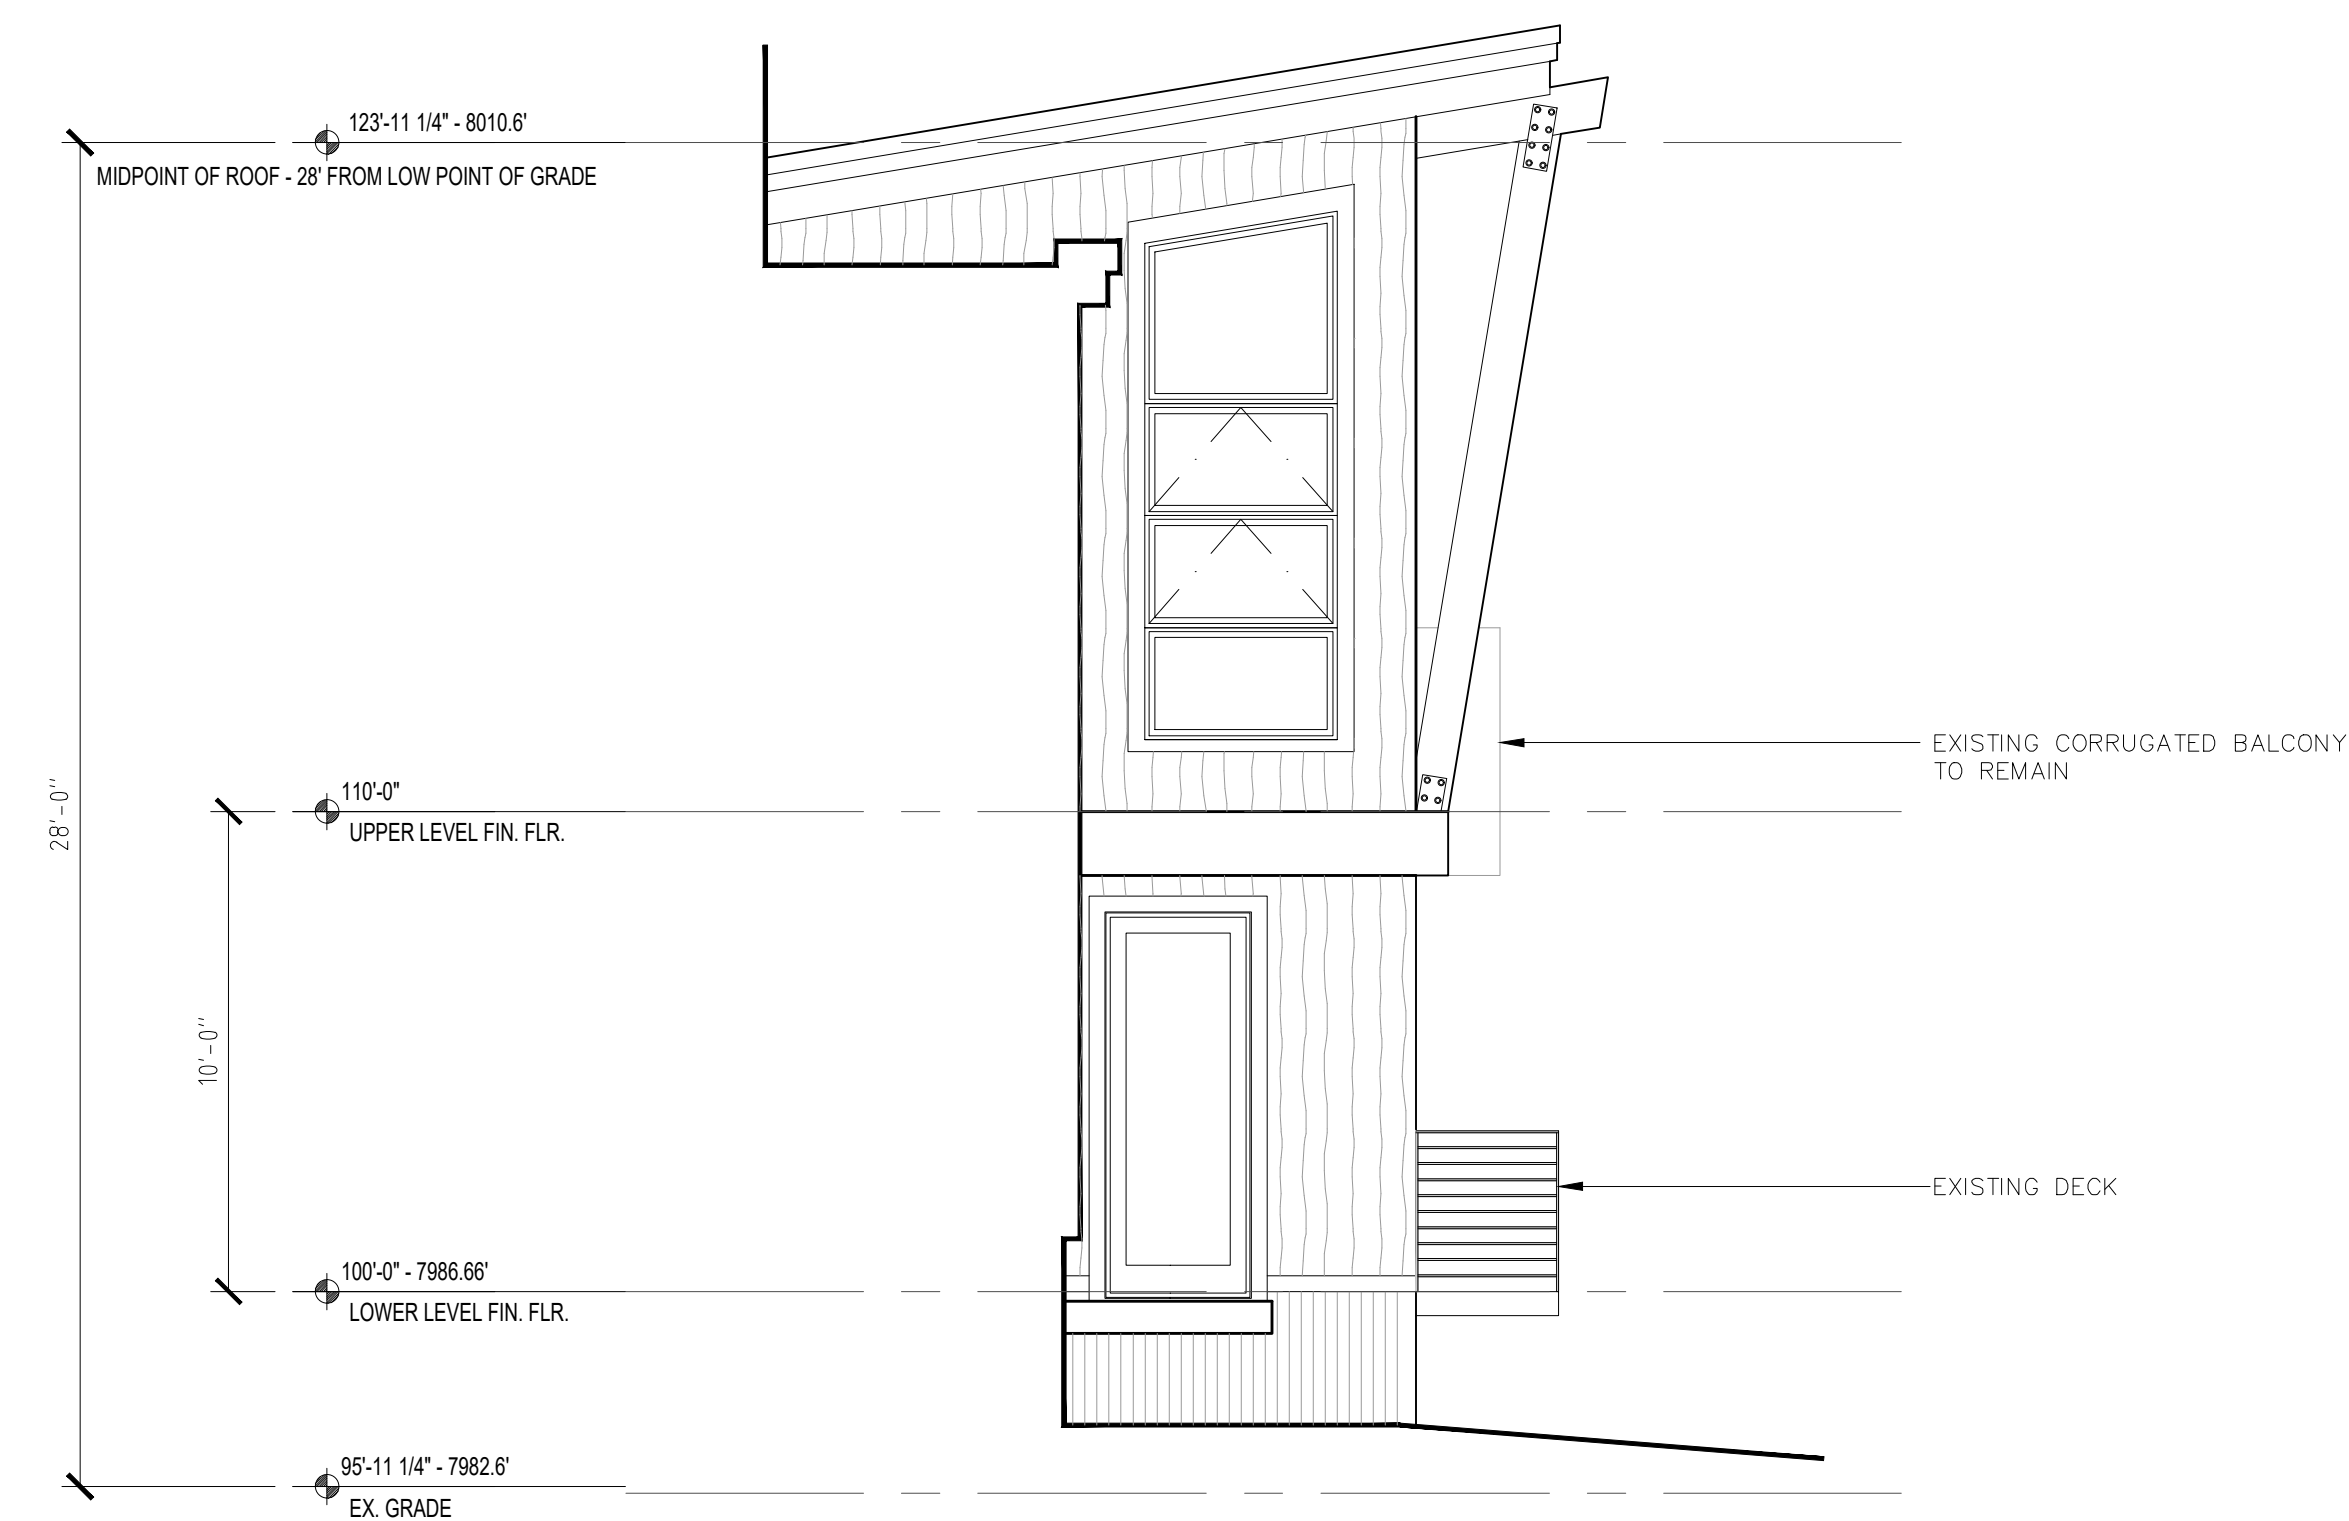 123'-11 1/4" - 8010.6'
MIDPOINT OF ROOF - 28' FROM LOW POINT OF GRADE
28'-0"
110'-0"
UPPER LEVEL FIN. FLR.
EXISTING CORRUGATED BALCONY
TO REMAIN
10'-0"
EXISTING DECK
100'-0" - 7986.66'
LOWER LEVEL FIN. FLR.
95'-11 1/4" - 7982.6'
EX. GRADE